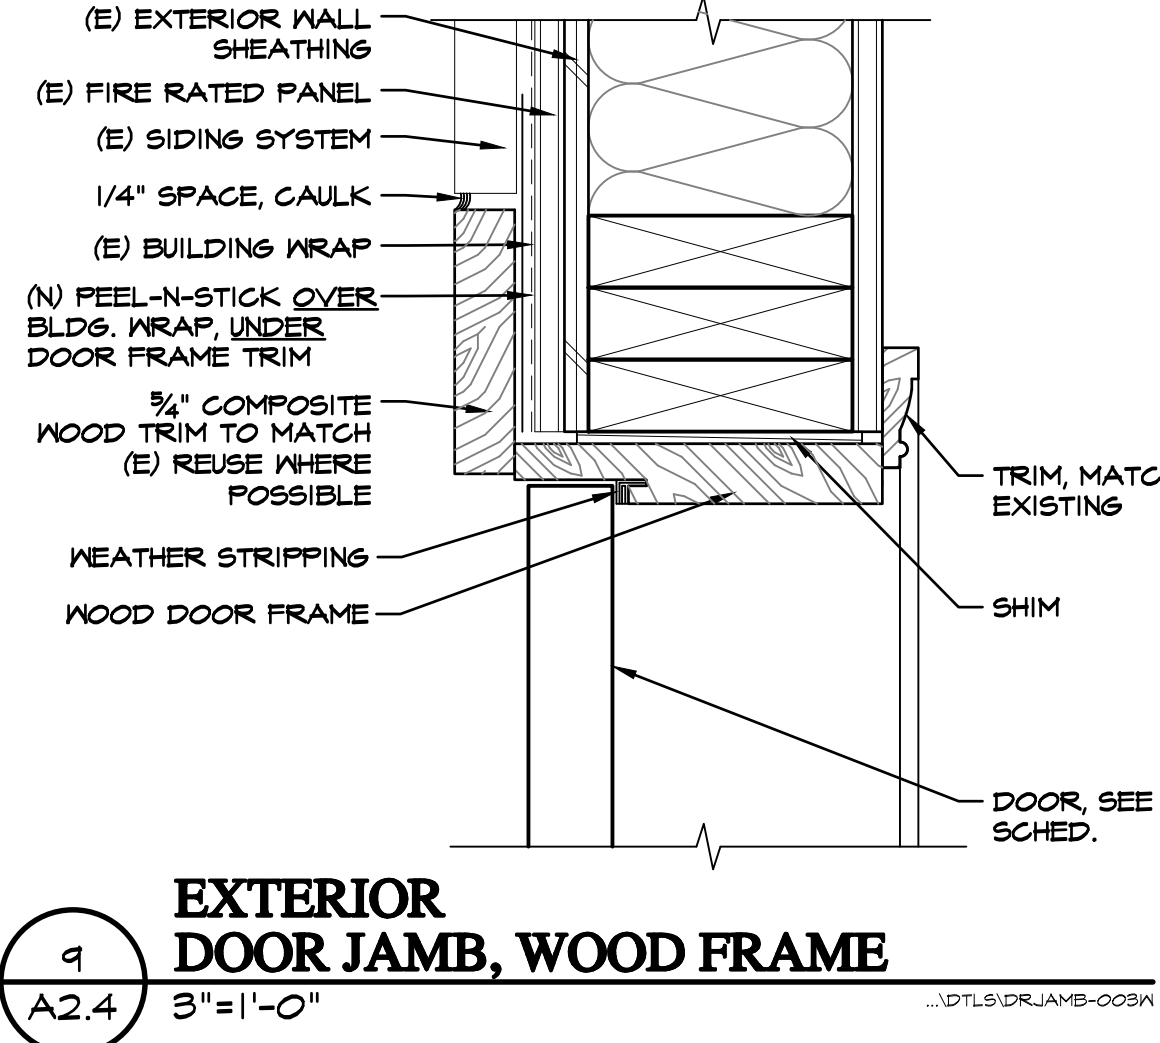 (E) EXTERIOR WALL
SHEATHING
(E) FIRE RATED PANEL
(E) SIDING SYSTEM
1/4" SPACE, CAULK
(E) BUILDING WRAP
(N) PEEL-N-STICK OVER
BLDG. WRAP, UNDER
DOOR FRAME TRIM
5/4" COMPOSITE
WOOD TRIM TO MATCH
(E) REUSE WHERE
POSSIBLE
WEATHER STRIPPING
WOOD DOOR FRAME
TRIM, MATC
EXISTING
SHIM
DOOR, SEE
SCHED.
EXTERIOR
DOOR JAMB, WOOD FRAME
9
A2.4
3"=1'-0"
...\DTLS\DRJAMB-003W